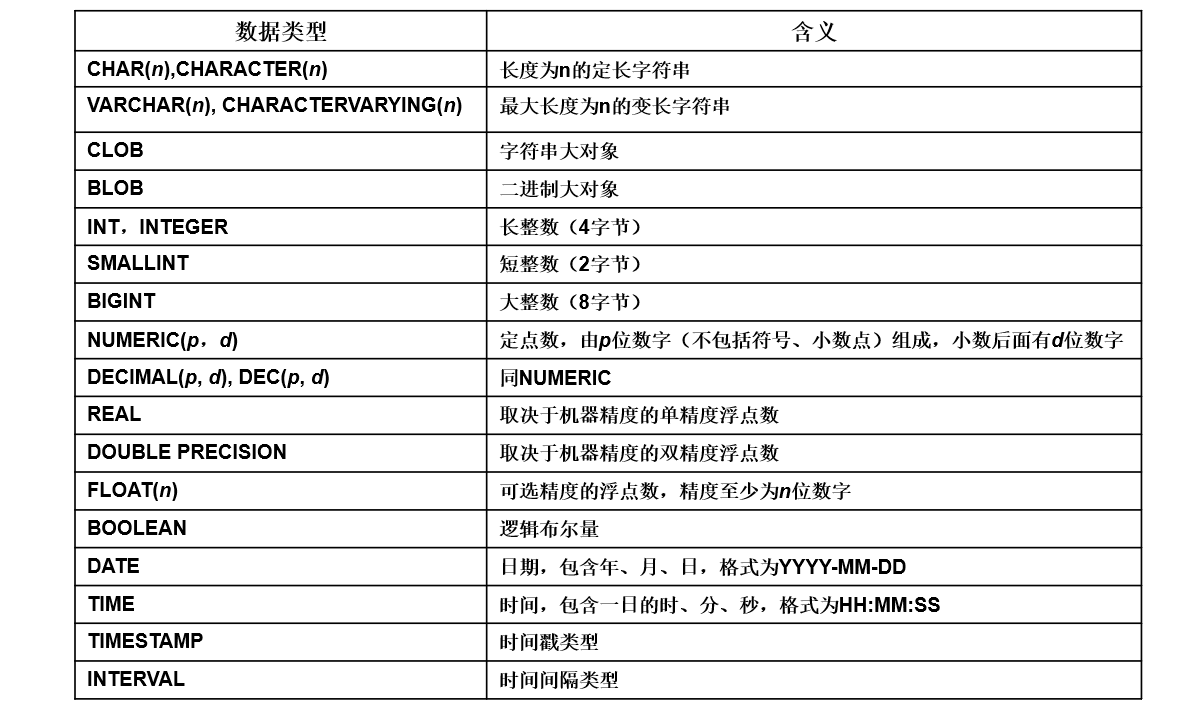 数据类型 含义
CHAR(n),CHARACTER(n) 长度为n的定长字符串
VARCHAR(n), CHARACTERVARYING(n) 最大长度为n的变长字符串
CLOB 字符串大对象
BLOB 二进制大对象
INT，INTEGER 长整数（4字节）
SMALLINT 短整数（2字节）
BIGINT 大整数（8字节）
NUMERIC(p，d) 定点数，由p位数字（不包括符号、小数点）组成，小数后面有d位数字
DECIMAL(p, d), DEC(p, d) 同NUMERIC
REAL 取决于机器精度的单精度浮点数
DOUBLE PRECISION 取决于机器精度的双精度浮点数
FLOAT(n) 可选精度的浮点数，精度至少为n位数字
BOOLEAN 逻辑布尔量
DATE 日期，包含年、月、日，格式为YYYY-MM-DD
TIME 时间，包含一日的时、分、秒，格式为HH:MM:SS
TIMESTAMP 时间戳类型
INTERVAL 时间间隔类型